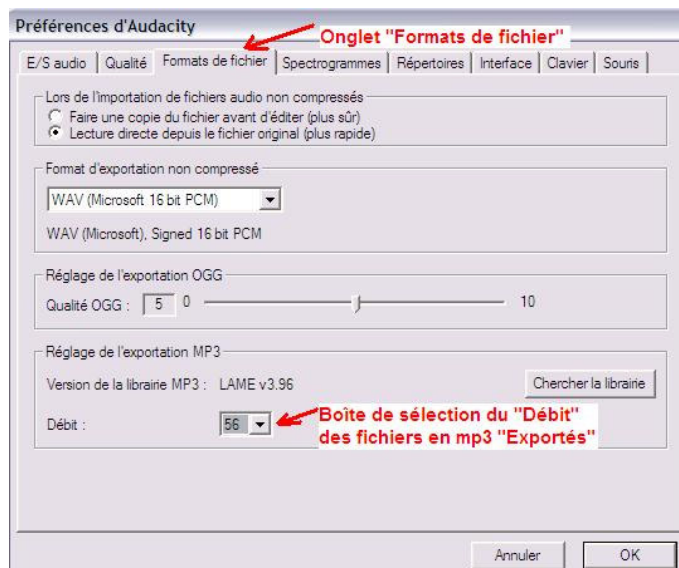 Préférences d'Audacity
Onglet "Formats de fichier"
E/S audio Qualité Formats de fichier Spectrogrammes Répertoires Interface Clavier Souris
Lors de l'importation de fichiers audio non compressés
Faire une copie du fichier avant d'éditer (plus sûr)
Lecture directe depuis le fichier original (plus rapide)
Format d'exportation non compressé
WAV (Microsoft 16 bit PCM)
WAV (Microsoft), Signed 16 bit PCM
Réglage de l'exportation OGG
Qualité OGG : 5 0 10
Réglage de l'exportation MP3
Version de la librairie MP3 : LAME v3.96 Chercher la librairie
Débit : 56 Boîte de sélection du "Débit"
des fichiers en mp3 "Exportés"
Annuler OK